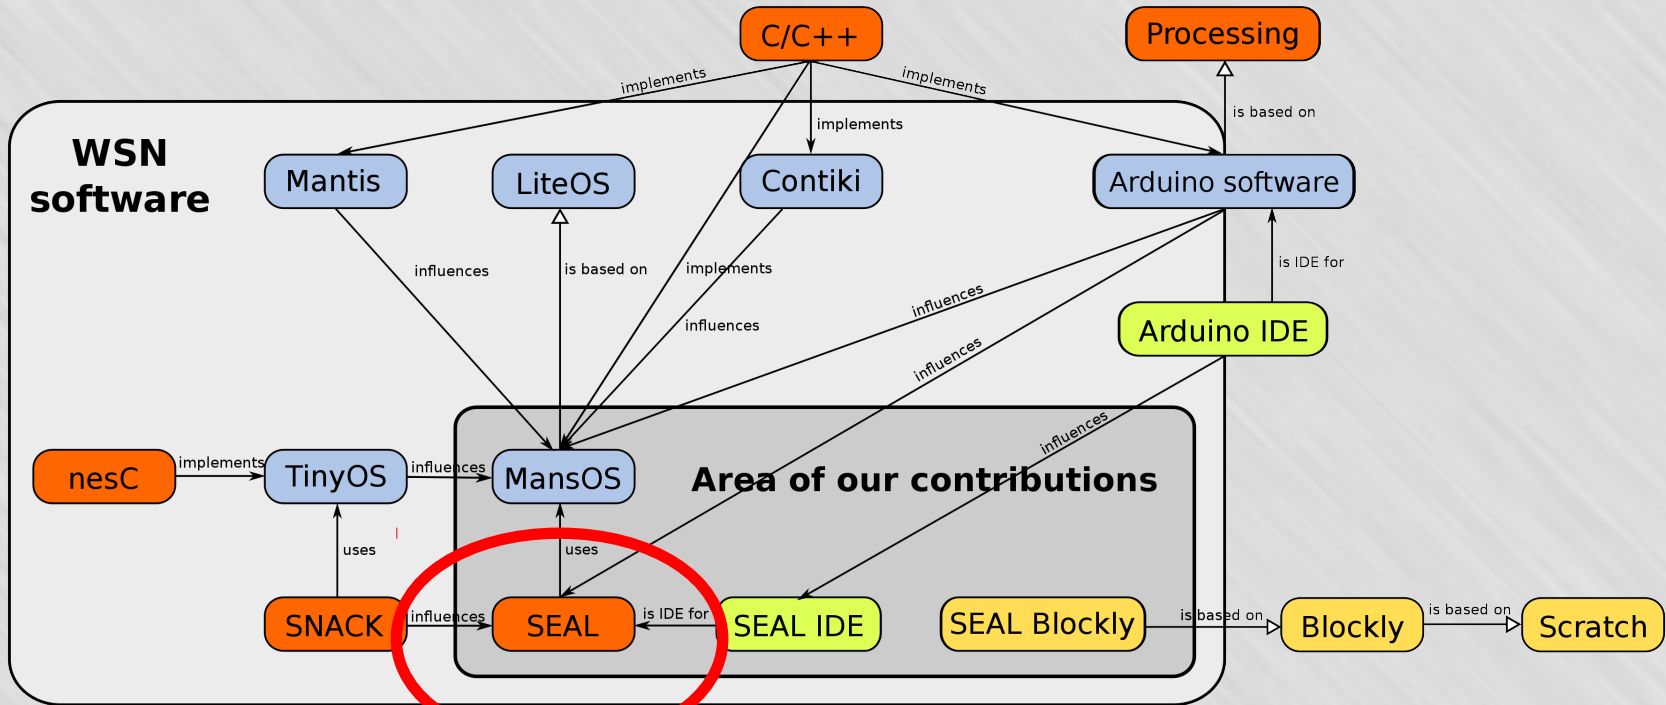 C/C++
Processing
implements
implements
implements
is based on
WSN
software
Mantis
LiteOS
Contiki
Arduino software
influences
is based on
implements
is IDE for
influences
influences
Arduino IDE
influences
influences
nesC
implements
TinyOS
influences
MansOS
Area of our contributions
uses
uses
SNACK
influences
SEAL
is IDE for
SEAL IDE
SEAL Blockly
is based on
Blockly
is based on
Scratch